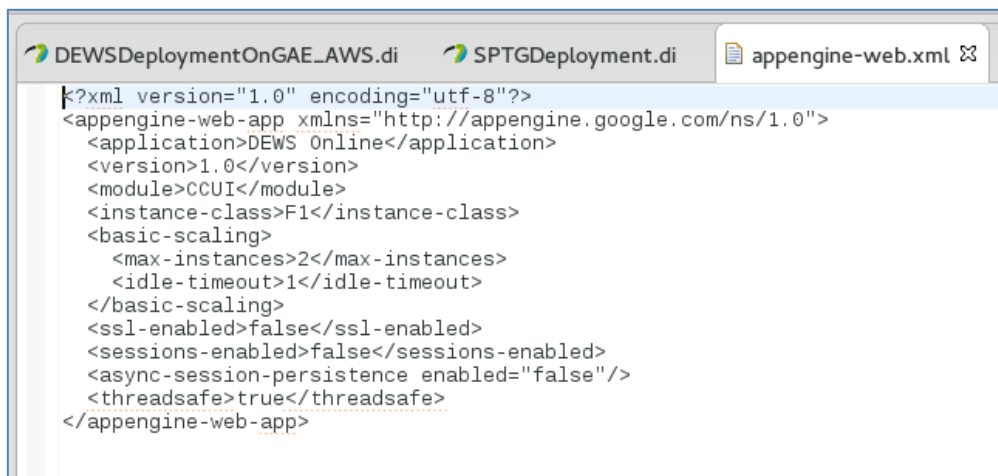 DEWSDeploymentOnGAE_AWS.di SPTGDeployment.di appengine-web.xml
<?xml version="1.0" encoding="utf-8"?>
<appengine-web-app xmlns="http://appengine.google.com/ns/1.0">
  <application>DEWS Online</application>
  <version>1.0</version>
  <module>CCUI</module>
  <instance-class>F1</instance-class>
  <basic-scaling>
    <max-instances>2</max-instances>
    <idle-timeout>1</idle-timeout>
  </basic-scaling>
  <ssl-enabled>false</ssl-enabled>
  <sessions-enabled>false</sessions-enabled>
  <async-session-persistence enabled="false"/>
  <threadsafe>true</threadsafe>
</appengine-web-app>